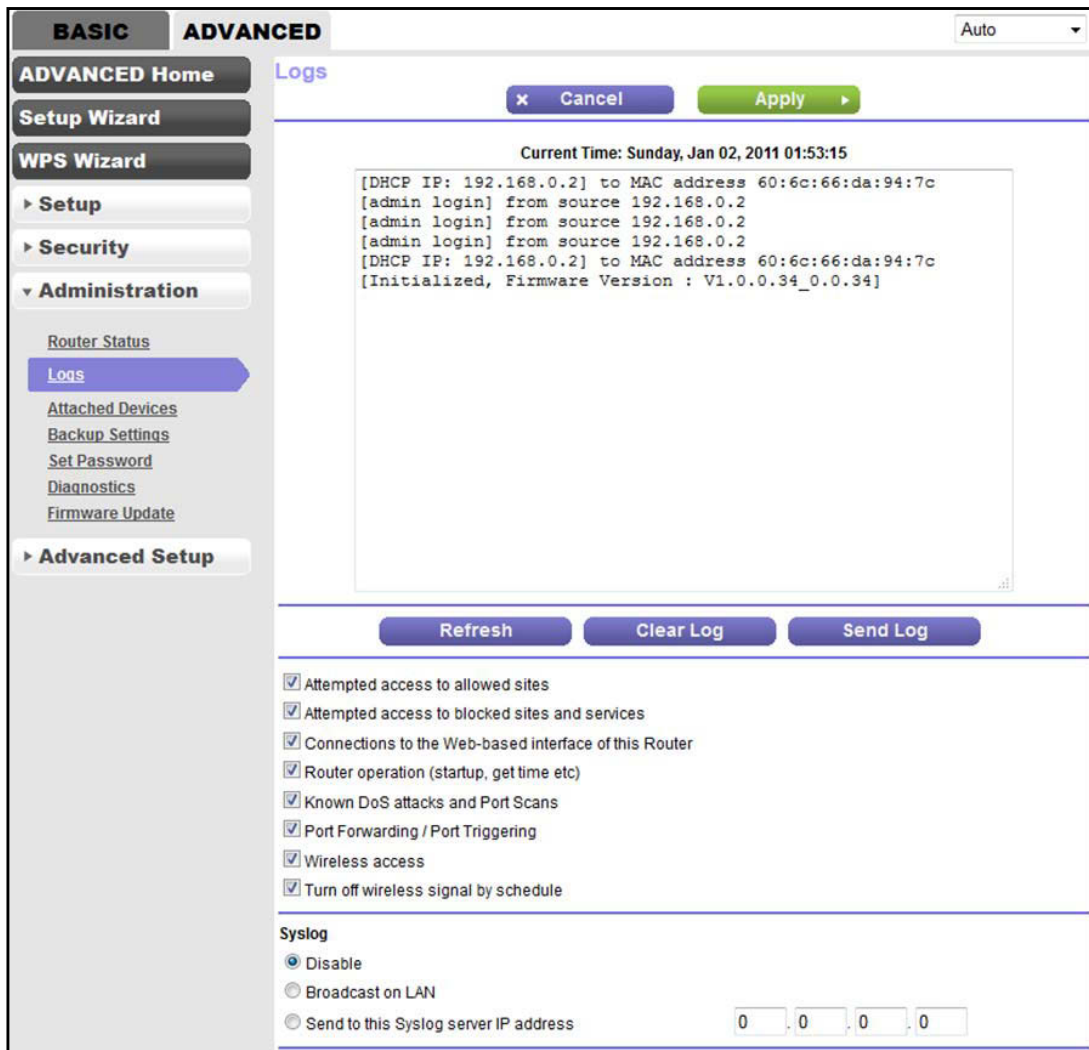 BASIC ADVANCED Auto
ADVANCED Home
Setup Wizard
WPS Wizard
Setup
Security
Administration
Router Status
Logs
Attached Devices
Backup Settings
Set Password
Diagnostics
Firmware Update
Advanced Setup
Logs
Cancel Apply
Current Time: Sunday, Jan 02, 2011 01:53:15
[DHCP IP: 192.168.0.2] to MAC address 60:6c:66:da:94:7c
[admin login] from source 192.168.0.2
[admin login] from source 192.168.0.2
[admin login] from source 192.168.0.2
[DHCP IP: 192.168.0.2] to MAC address 60:6c:66:da:94:7c
[Initialized, Firmware Version : V1.0.0.34_0.0.34]
Refresh Clear Log Send Log
Attempted access to allowed sites
Attempted access to blocked sites and services
Connections to the Web-based interface of this Router
Router operation (startup, get time etc)
Known DoS attacks and Port Scans
Port Forwarding / Port Triggering
Wireless access
Turn off wireless signal by schedule
Syslog
Disable
Broadcast on LAN
Send to this Syslog server IP address 0 . 0 . 0 . 0